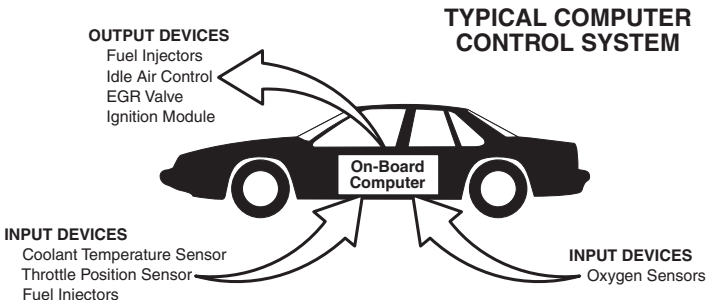 TYPICAL COMPUTER
CONTROL SYSTEM
OUTPUT DEVICES
Fuel Injectors
Idle Air Control
EGR Valve
Ignition Module
On-Board
Computer
INPUT DEVICES
Coolant Temperature Sensor
Throttle Position Sensor
Fuel Injectors
INPUT DEVICES
Oxygen Sensors